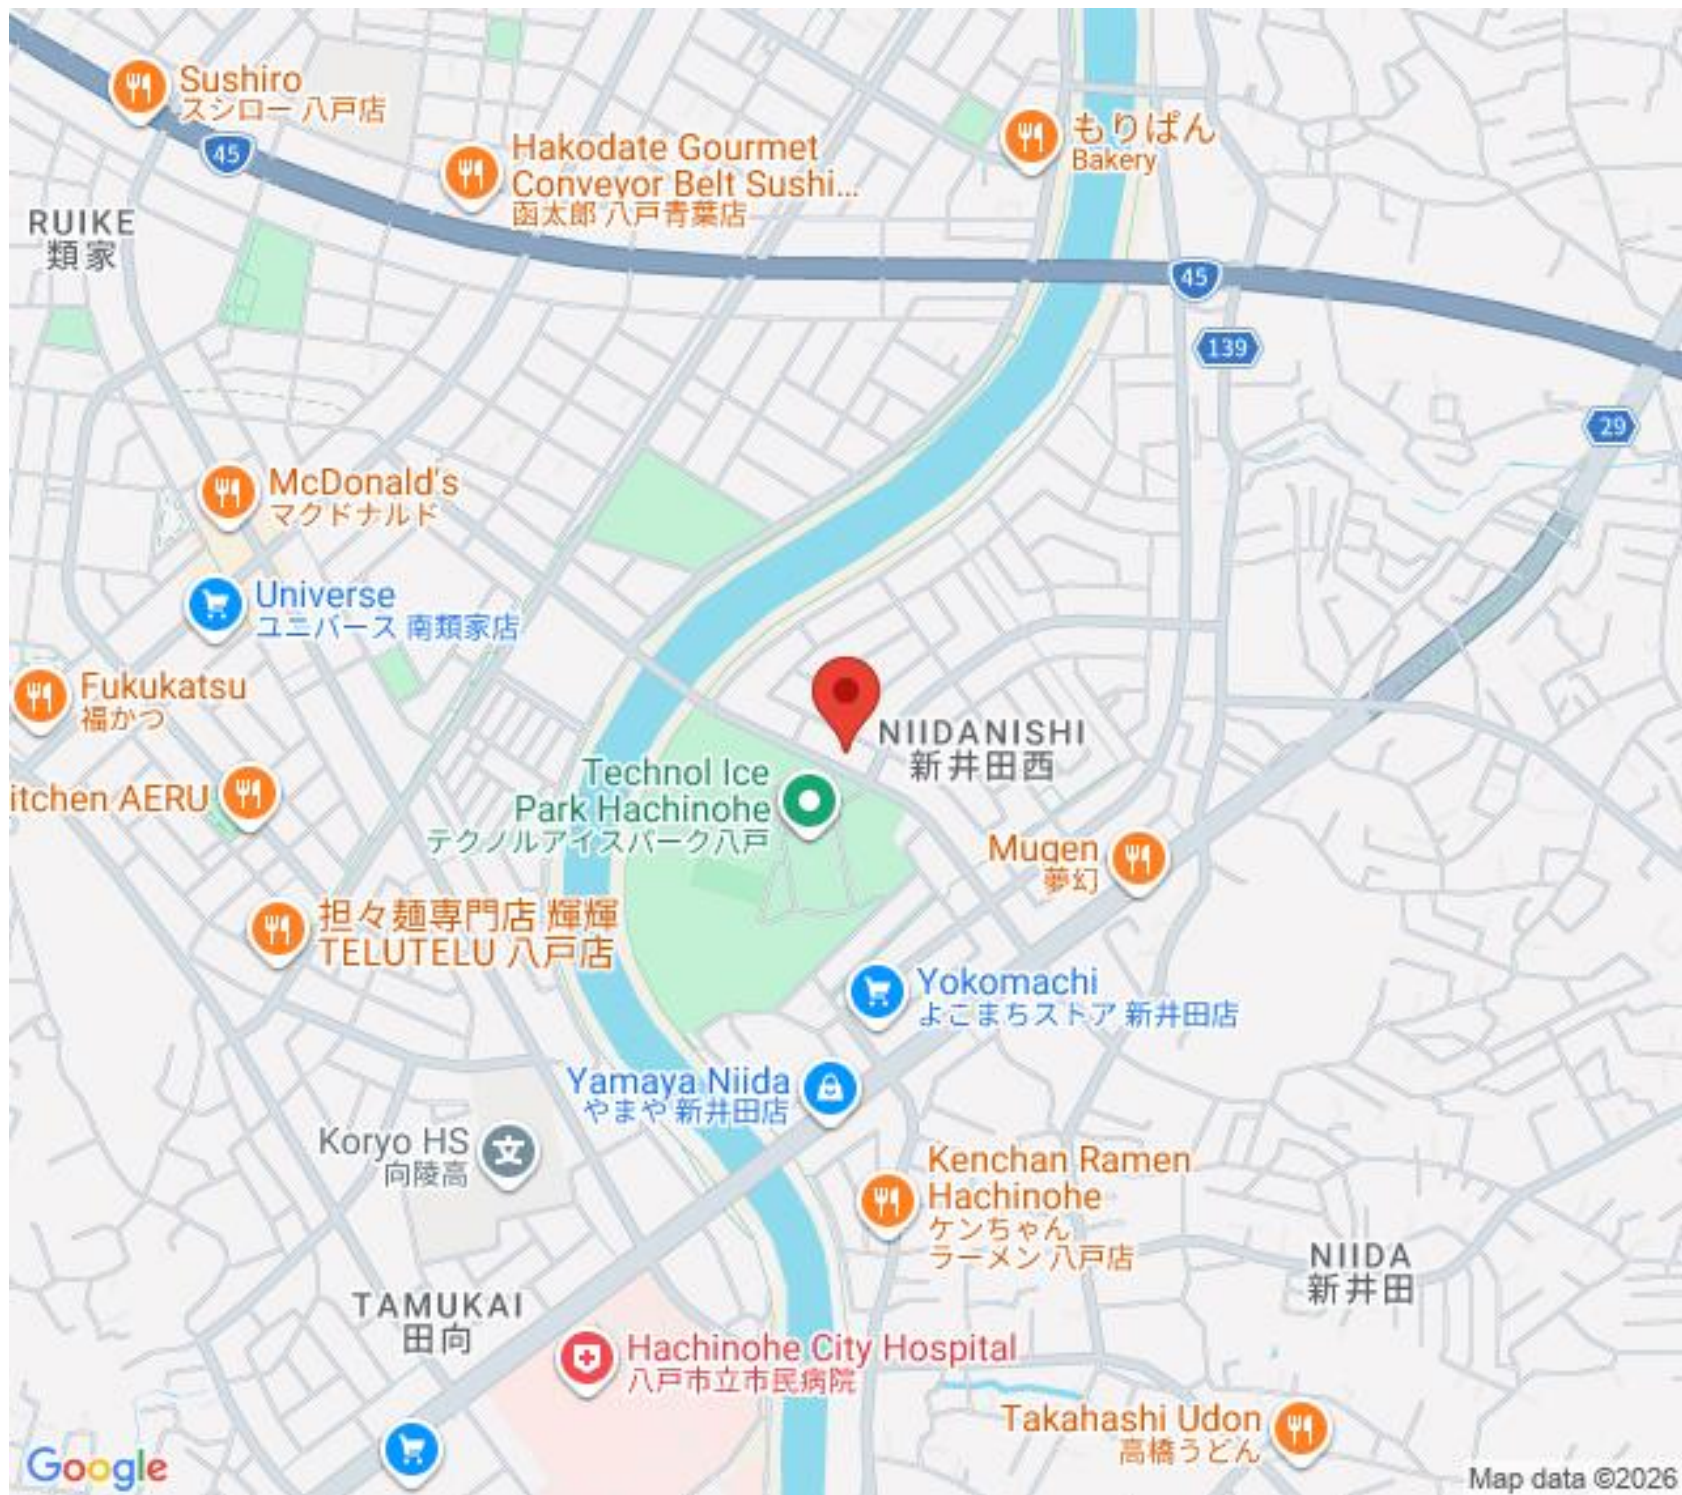 Sushiro
スシロー 八戸店
45
Hakodate Gourmet
Conveyor Belt Sushi...
函太郎 八戸青葉店
もりぱん
Bakery
RUIKE
類家
45
139
29
McDonald's
マクドナルド
Universe
ユニバース 南類家店
Fukukatsu
福かつ
NIIDANISHI
新井田西
Technol Ice
Park Hachinohe
テクノルアイスパーク八戸
itchen AERU
Mugen
夢幻
担々麺専門店 輝輝
TELUTELU 八戸店
Yokomachi
よこまちストア 新井田店
Yamaya Niida
やまや 新井田店
Koryo HS
向陵高
Kenchan Ramen
Hachinohe
ケンちゃん
ラーメン 八戸店
NIIDA
新井田
TAMUKAI
田向
Hachinohe City Hospital
八戸市立市民病院
Takahashi Udon
高橋うどん
Google
Map data ©2026